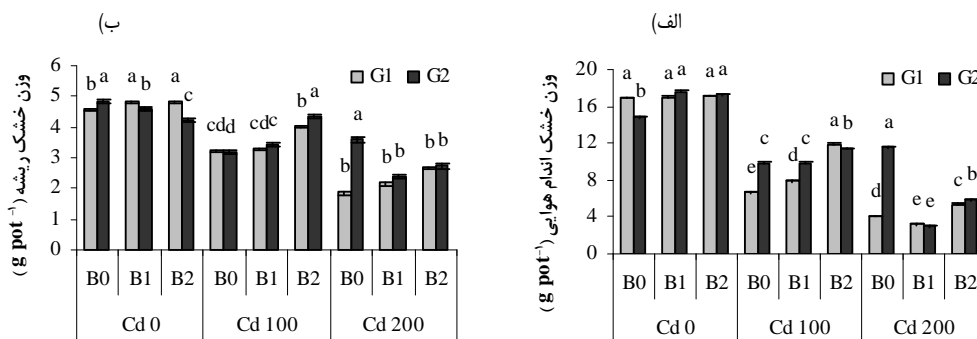 الف)
وزن خشک اندام هوایی (g pot⁻¹)
20
16
12
8
4
0
G1 G2
a b a a a a
e c d c a b
d a e e c b
B0 B1 B2 B0 B1 B2 B0 B1 B2
Cd 0 Cd 100 Cd 200
ب)
وزن خشک ریشه (g pot⁻¹)
6
5
4
3
2
1
0
G1 G2
b a a b a c
cd d cd c b a
b a b b b b
B0 B1 B2 B0 B1 B2 B0 B1 B2
Cd 0 Cd 100 Cd 200